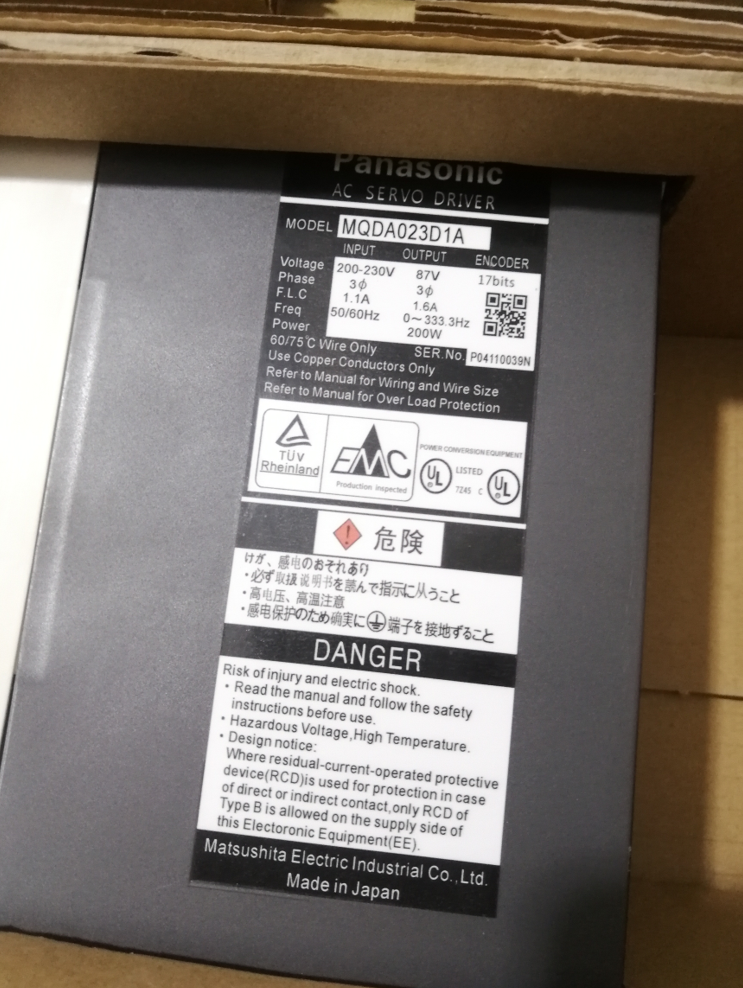 Panasonic
AC SERVO DRIVER
MODEL MQDA023D1A
INPUT OUTPUT ENCODER
Voltage 200-230V 87V 17bits
Phase 3ϕ 3ϕ
F.L.C 1.1A 1.6A
Freq 50/60Hz 0~333.3Hz
Power 200W
60/75℃ Wire Only SER.No. P04110039N
Use Copper Conductors Only
Refer to Manual for Wiring and Wire Size
Refer to Manual for Over Load Protection
TÜV
Rheinland
EMC
Production inspected
POWER CONVERSION EQUIPMENT
UL LISTED UL
7Z45 C
危険
けが、感电のおそれあり
・必ず取扱说明书を読んで指示に从うこと
・高电压、高温注意
・感电保护のため确実に端子を接地ずること
DANGER
Risk of injury and electric shock.
• Read the manual and follow the safety
instructions before use.
• Hazardous Voltage,High Temperature.
• Design notice:
Where residual-current-operated protective
device(RCD)is used for protection in case
of direct or indirect contact,only RCD of
Type B is allowed on the supply side of
this Electoronic Equipment(EE).
Matsushita Electric Industrial Co.,Ltd.
Made in Japan